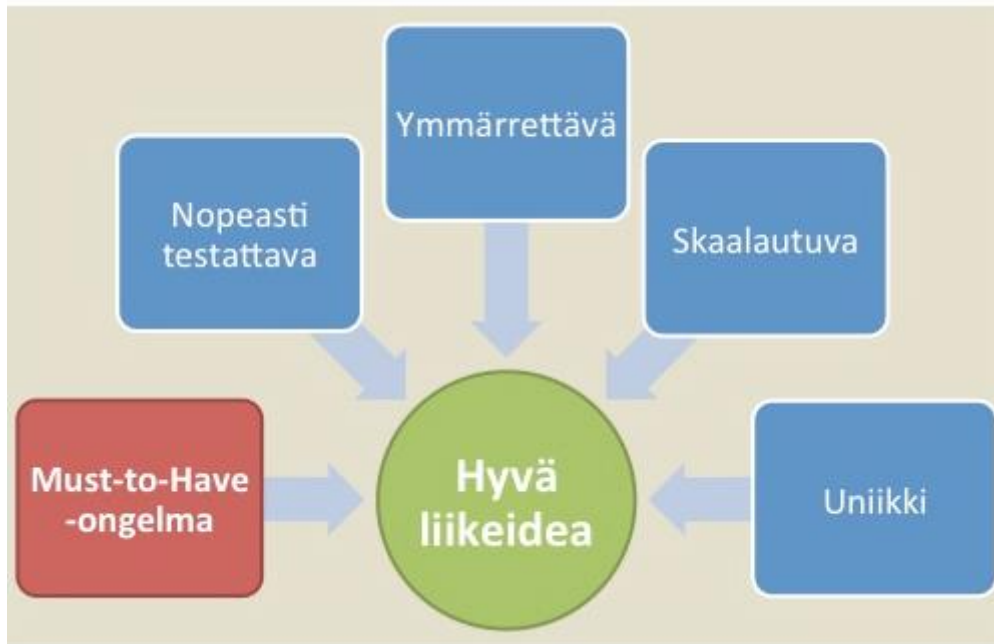 Ymmärrettävä
Nopeasti
testattava
Skaalautuva
Must-to-Have
-ongelma
Hyvä
liikeidea
Uniikki